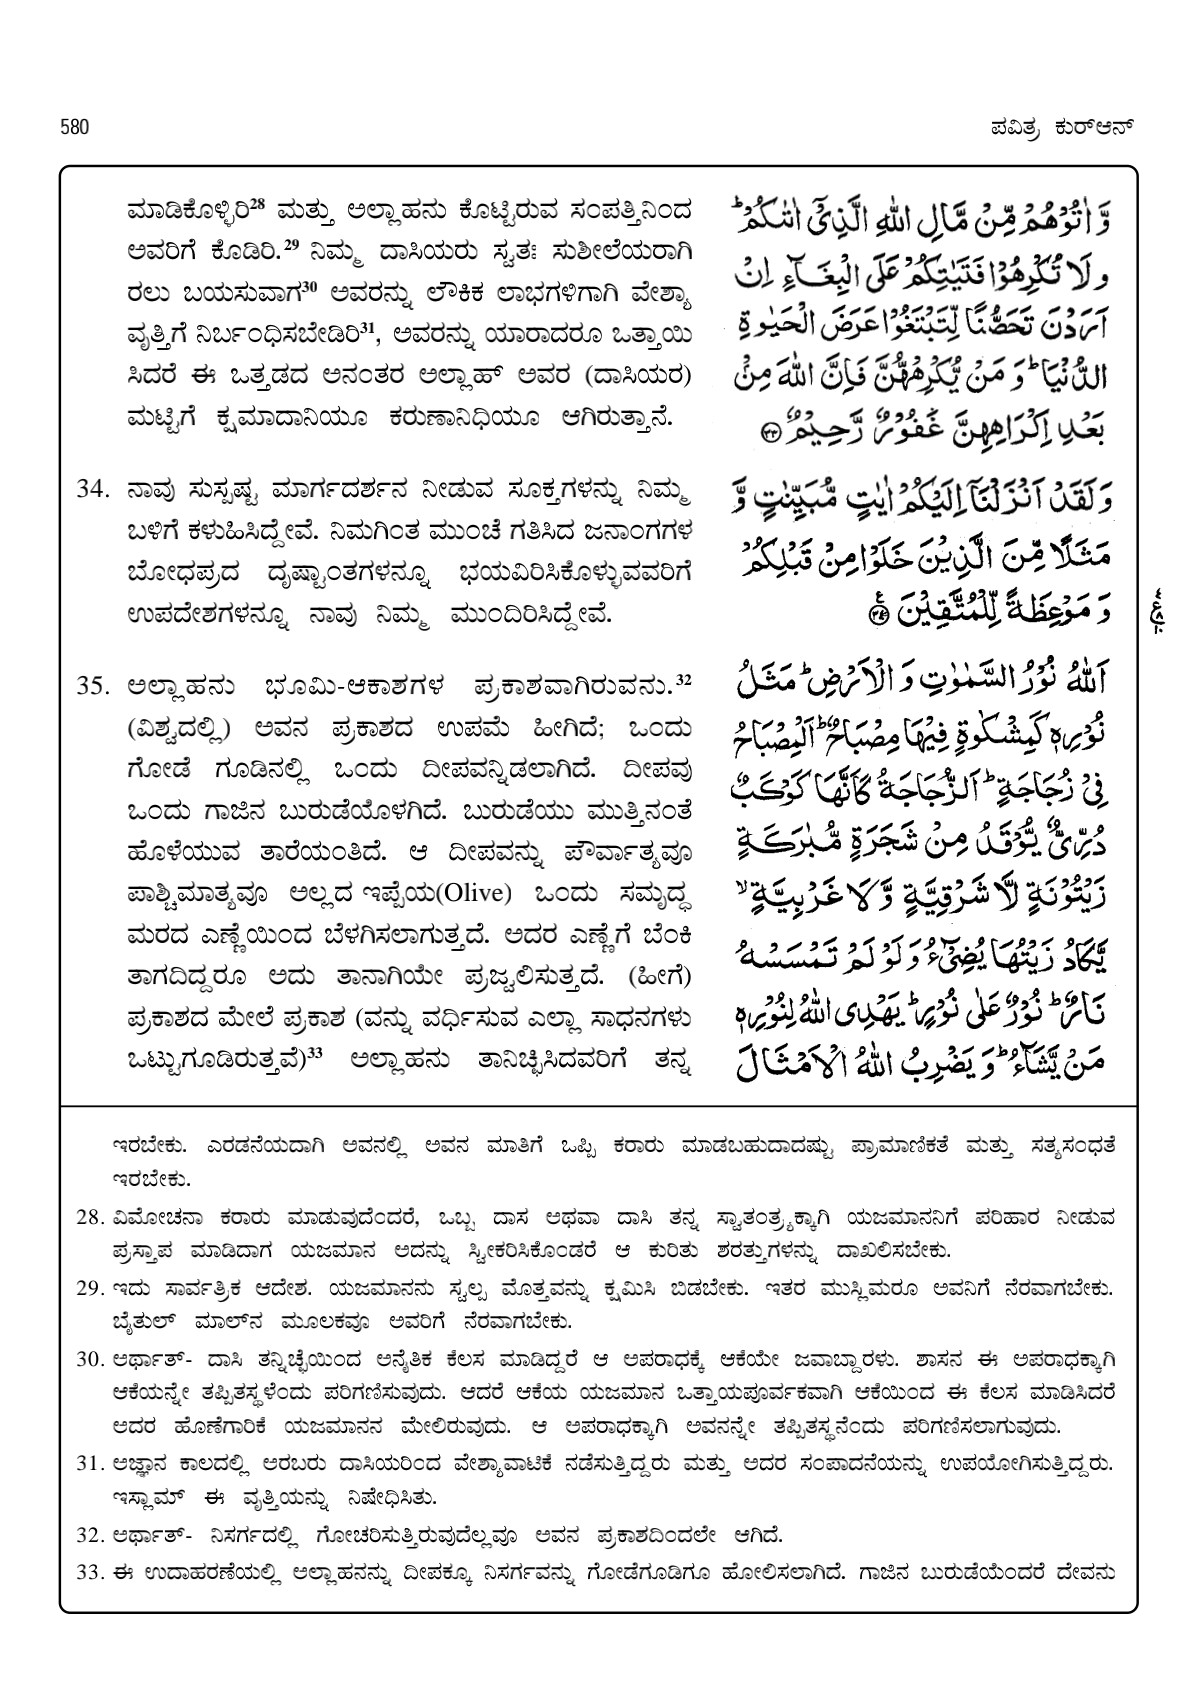 580
ಪವಿತ್ರ ಕುರ್‌ಆನ್
ಮಾಡಿಕೊಳ್ಳಿರಿ²⁸ ಮತ್ತು ಅಲ್ಲಾಹನು ಕೊಟ್ಟಿರುವ ಸಂಪತ್ತಿನಿಂದ
ಅವರಿಗೆ ಕೊಡಿರಿ.²⁹ ನಿಮ್ಮ ದಾಸಿಯರು ಸ್ವತಃ ಸುಶೀಲೆಯರಾಗಿ
ರಲು ಬಯಸುವಾಗ³⁰ ಅವರನ್ನು ಲೌಕಿಕ ಲಾಭಗಳಿಗಾಗಿ ವೇಶ್ಯಾ
ವೃತ್ತಿಗೆ ನಿರ್ಬಂಧಿಸಬೇಡಿರಿ³¹, ಅವರನ್ನು ಯಾರಾದರೂ ಒತ್ತಾಯಿ
ಸಿದರೆ ಈ ಒತ್ತಡದ ಅನಂತರ ಅಲ್ಲಾಹ್ ಅವರ (ದಾಸಿಯರ)
ಮಟ್ಟಿಗೆ ಕ್ಷಮಾದಾನಿಯೂ ಕರುಣಾನಿಧಿಯೂ ಆಗಿರುತ್ತಾನೆ.
وَّاٰتُوْهُمْ مِّنْ مَّالِ اللّٰهِ الَّذِیْۤ اٰتٰىكُمْ ؕ
وَلَا تُكْرِهُوْا فَتَیٰتِكُمْ عَلَی الْبِغَآءِ اِنْ
اَرَدْنَ تَحَصُّنًا لِّتَبْتَغُوْا عَرَضَ الْحَیٰوةِ
الدُّنْیَا ؕ وَمَنْ یُّكْرِهْهُّنَّ فَاِنَّ اللّٰهَ مِنْۢ
بَعْدِ اِكْرَاهِهِنَّ غَفُوْرٌ رَّحِیْمٌ ۝۳۳
34. ನಾವು ಸುಸ್ಪಷ್ಟ ಮಾರ್ಗದರ್ಶನ ನೀಡುವ ಸೂಕ್ತಗಳನ್ನು ನಿಮ್ಮ
ಬಳಿಗೆ ಕಳುಹಿಸಿದ್ದೇವೆ. ನಿಮಗಿಂತ ಮುಂಚೆ ಗತಿಸಿದ ಜನಾಂಗಗಳ
ಬೋಧಪ್ರದ ದೃಷ್ಟಾಂತಗಳನ್ನೂ ಭಯವಿರಿಸಿಕೊಳ್ಳುವವರಿಗೆ
ಉಪದೇಶಗಳನ್ನೂ ನಾವು ನಿಮ್ಮ ಮುಂದಿರಿಸಿದ್ದೇವೆ.
وَلَقَدْ اَنْزَلْنَاۤ اِلَیْكُمْ اٰیٰتٍ مُّبَیِّنٰتٍ وَّ
مَثَلًا مِّنَ الَّذِیْنَ خَلَوْا مِنْ قَبْلِكُمْ
وَمَوْعِظَةً لِّلْمُتَّقِیْنَ ۝۳۴
35. ಅಲ್ಲಾಹನು ಭೂಮಿ-ಆಕಾಶಗಳ ಪ್ರಕಾಶವಾಗಿರುವನು.³²
(ವಿಶ್ವದಲ್ಲಿ) ಅವನ ಪ್ರಕಾಶದ ಉಪಮೆ ಹೀಗಿದೆ; ಒಂದು
ಗೋಡೆ ಗೂಡಿನಲ್ಲಿ ಒಂದು ದೀಪವನ್ನಿಡಲಾಗಿದೆ. ದೀಪವು
ಒಂದು ಗಾಜಿನ ಬುರುಡೆಯೊಳಗಿದೆ. ಬುರುಡೆಯು ಮುತ್ತಿನಂತೆ
ಹೊಳೆಯುವ ತಾರೆಯಂತಿದೆ. ಆ ದೀಪವನ್ನು ಪೌರ್ವಾತ್ಯವೂ
ಪಾಶ್ಚಿಮಾತ್ಯವೂ ಅಲ್ಲದ ಇಪ್ಪೆಯ(Olive) ಒಂದು ಸಮೃದ್ಧ
ಮರದ ಎಣ್ಣೆಯಿಂದ ಬೆಳಗಿಸಲಾಗುತ್ತದೆ. ಅದರ ಎಣ್ಣೆಗೆ ಬೆಂಕಿ
ತಾಗದಿದ್ದರೂ ಅದು ತಾನಾಗಿಯೇ ಪ್ರಜ್ವಲಿಸುತ್ತದೆ. (ಹೀಗೆ)
ಪ್ರಕಾಶದ ಮೇಲೆ ಪ್ರಕಾಶ (ವನ್ನು ವರ್ಧಿಸುವ ಎಲ್ಲಾ ಸಾಧನಗಳು
ಒಟ್ಟುಗೂಡಿರುತ್ತವೆ)³³ ಅಲ್ಲಾಹನು ತಾನಿಚ್ಛಿಸಿದವರಿಗೆ ತನ್ನ
اَللّٰهُ نُوْرُ السَّمٰوٰتِ وَالْاَرْضِ ؕ مَثَلُ
نُوْرِهٖ كَمِشْكٰوةٍ فِیْهَا مِصْبَاحٌ ؕ اَلْمِصْبَاحُ
فِیْ زُجَاجَةٍ ؕ اَلزُّجَاجَةُ كَاَنَّهَا كَوْكَبٌ
دُرِّیٌّ یُّوْقَدُ مِنْ شَجَرَةٍ مُّبٰرَكَةٍ
زَیْتُوْنَةٍ لَّا شَرْقِیَّةٍ وَّلَا غَرْبِیَّةٍ ۙ
یَّكَادُ زَیْتُهَا یُضِیْٓءُ وَلَوْ لَمْ تَمْسَسْهُ
نَارٌ ؕ نُوْرٌ عَلٰی نُوْرٍ ؕ یَهْدِی اللّٰهُ لِنُوْرِهٖ
مَنْ یَّشَآءُ ؕ وَیَضْرِبُ اللّٰهُ الْاَمْثَالَ
ಇರಬೇಕು. ಎರಡನೆಯದಾಗಿ ಅವನಲ್ಲಿ ಅವನ ಮಾತಿಗೆ ಒಪ್ಪಿ ಕರಾರು ಮಾಡಬಹುದಾದಷ್ಟು ಪ್ರಾಮಾಣಿಕತೆ ಮತ್ತು ಸತ್ಯಸಂಧತೆ
ಇರಬೇಕು.
28. ವಿಮೋಚನಾ ಕರಾರು ಮಾಡುವುದೆಂದರೆ, ಒಬ್ಬ ದಾಸ ಅಥವಾ ದಾಸಿ ತನ್ನ ಸ್ವಾತಂತ್ರ್ಯಕ್ಕಾಗಿ ಯಜಮಾನನಿಗೆ ಪರಿಹಾರ ನೀಡುವ
ಪ್ರಸ್ತಾಪ ಮಾಡಿದಾಗ ಯಜಮಾನ ಅದನ್ನು ಸ್ವೀಕರಿಸಿಕೊಂಡರೆ ಆ ಕುರಿತು ಶರತ್ತುಗಳನ್ನು ದಾಖಲಿಸಬೇಕು.
29. ಇದು ಸಾರ್ವತ್ರಿಕ ಆದೇಶ. ಯಜಮಾನನು ಸ್ವಲ್ಪ ಮೊತ್ತವನ್ನು ಕ್ಷಮಿಸಿ ಬಿಡಬೇಕು. ಇತರ ಮುಸ್ಲಿಮರೂ ಅವನಿಗೆ ನೆರವಾಗಬೇಕು.
ಬೈತುಲ್ ಮಾಲ್‌ನ ಮೂಲಕವೂ ಅವರಿಗೆ ನೆರವಾಗಬೇಕು.
30. ಅರ್ಥಾತ್- ದಾಸಿ ತನ್ನಿಚ್ಛೆಯಿಂದ ಅನೈತಿಕ ಕೆಲಸ ಮಾಡಿದ್ದರೆ ಆ ಅಪರಾಧಕ್ಕೆ ಆಕೆಯೇ ಜವಾಬ್ದಾರಳು. ಶಾಸನ ಈ ಅಪರಾಧಕ್ಕಾಗಿ
ಆಕೆಯನ್ನೇ ತಪ್ಪಿತಸ್ಥಳೆಂದು ಪರಿಗಣಿಸುವುದು. ಆದರೆ ಆಕೆಯ ಯಜಮಾನ ಒತ್ತಾಯಪೂರ್ವಕವಾಗಿ ಆಕೆಯಿಂದ ಈ ಕೆಲಸ ಮಾಡಿಸಿದರೆ
ಅದರ ಹೊಣೆಗಾರಿಕೆ ಯಜಮಾನನ ಮೇಲಿರುವುದು. ಆ ಅಪರಾಧಕ್ಕಾಗಿ ಅವನನ್ನೇ ತಪ್ಪಿತಸ್ಥನೆಂದು ಪರಿಗಣಿಸಲಾಗುವುದು.
31. ಅಜ್ಞಾನ ಕಾಲದಲ್ಲಿ ಅರಬರು ದಾಸಿಯರಿಂದ ವೇಶ್ಯಾವಾಟಿಕೆ ನಡೆಸುತ್ತಿದ್ದರು ಮತ್ತು ಅದರ ಸಂಪಾದನೆಯನ್ನು ಉಪಯೋಗಿಸುತ್ತಿದ್ದರು.
ಇಸ್ಲಾಮ್ ಈ ವೃತ್ತಿಯನ್ನು ನಿಷೇಧಿಸಿತು.
32. ಅರ್ಥಾತ್- ನಿಸರ್ಗದಲ್ಲಿ ಗೋಚರಿಸುತ್ತಿರುವುದೆಲ್ಲವೂ ಅವನ ಪ್ರಕಾಶದಿಂದಲೇ ಆಗಿದೆ.
33. ಈ ಉದಾಹರಣೆಯಲ್ಲಿ ಅಲ್ಲಾಹನನ್ನು ದೀಪಕ್ಕೂ ನಿಸರ್ಗವನ್ನು ಗೋಡೆಗೂಡಿಗೂ ಹೋಲಿಸಲಾಗಿದೆ. ಗಾಜಿನ ಬುರುಡೆಯೆಂದರೆ ದೇವನು